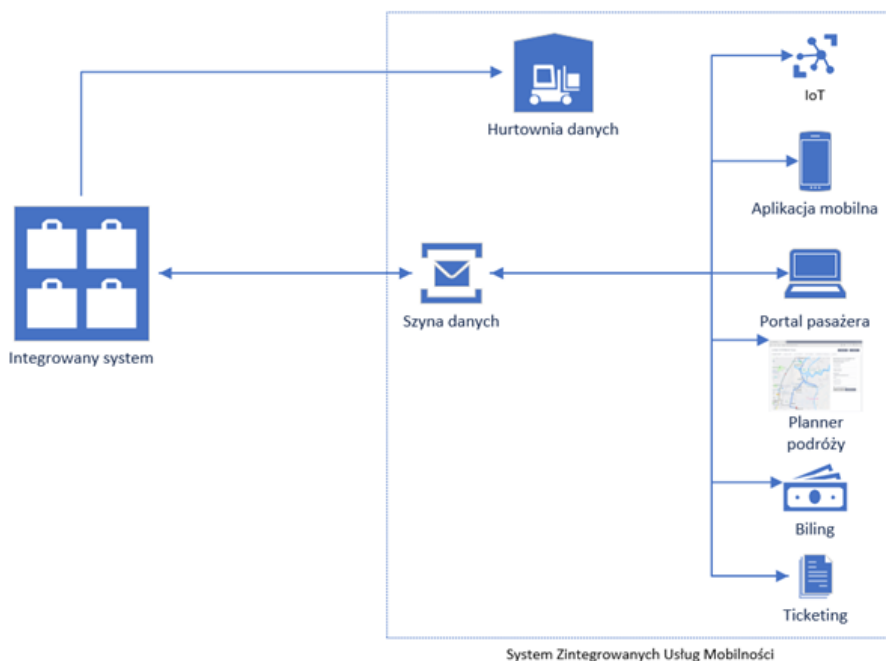 IoT
Hurtownia danych
Aplikacja mobilna
Szyna danych
Portal pasażera
Integrowany system
Planner
podróży
Biling
Ticketing
System Zintegrowanych Usług Mobilności